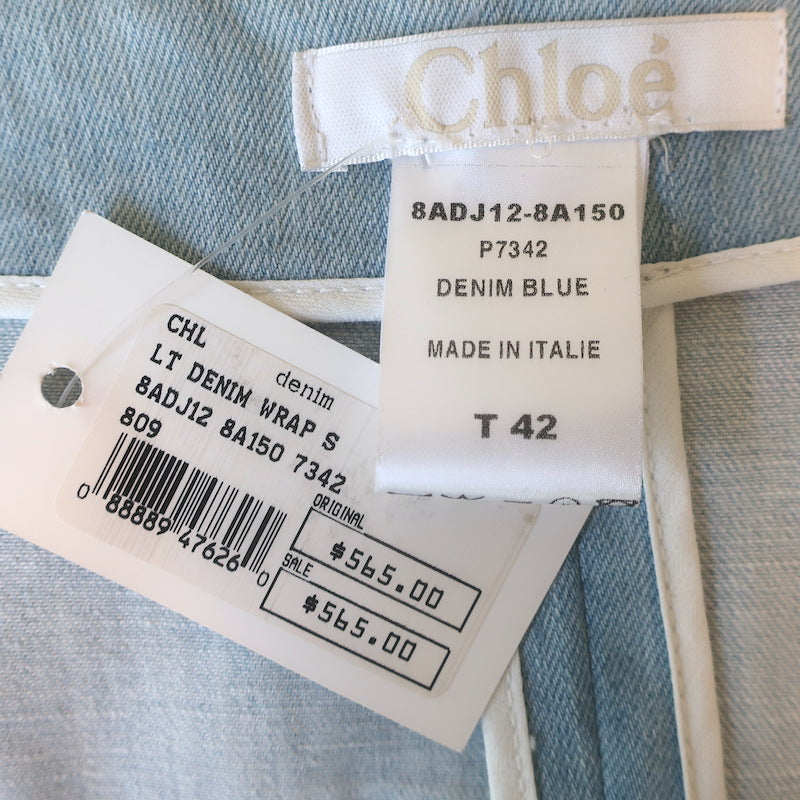 Chloé
8ADJ12-8A150
P7342
DENIM BLUE
MADE IN ITALIE
T 42
CHL
denim
LT DENIM WRAP S
8ADJ12 8A150 7342
809
0 88889 47626 0
ORIGINAL
$565.00
SALE
$565.00